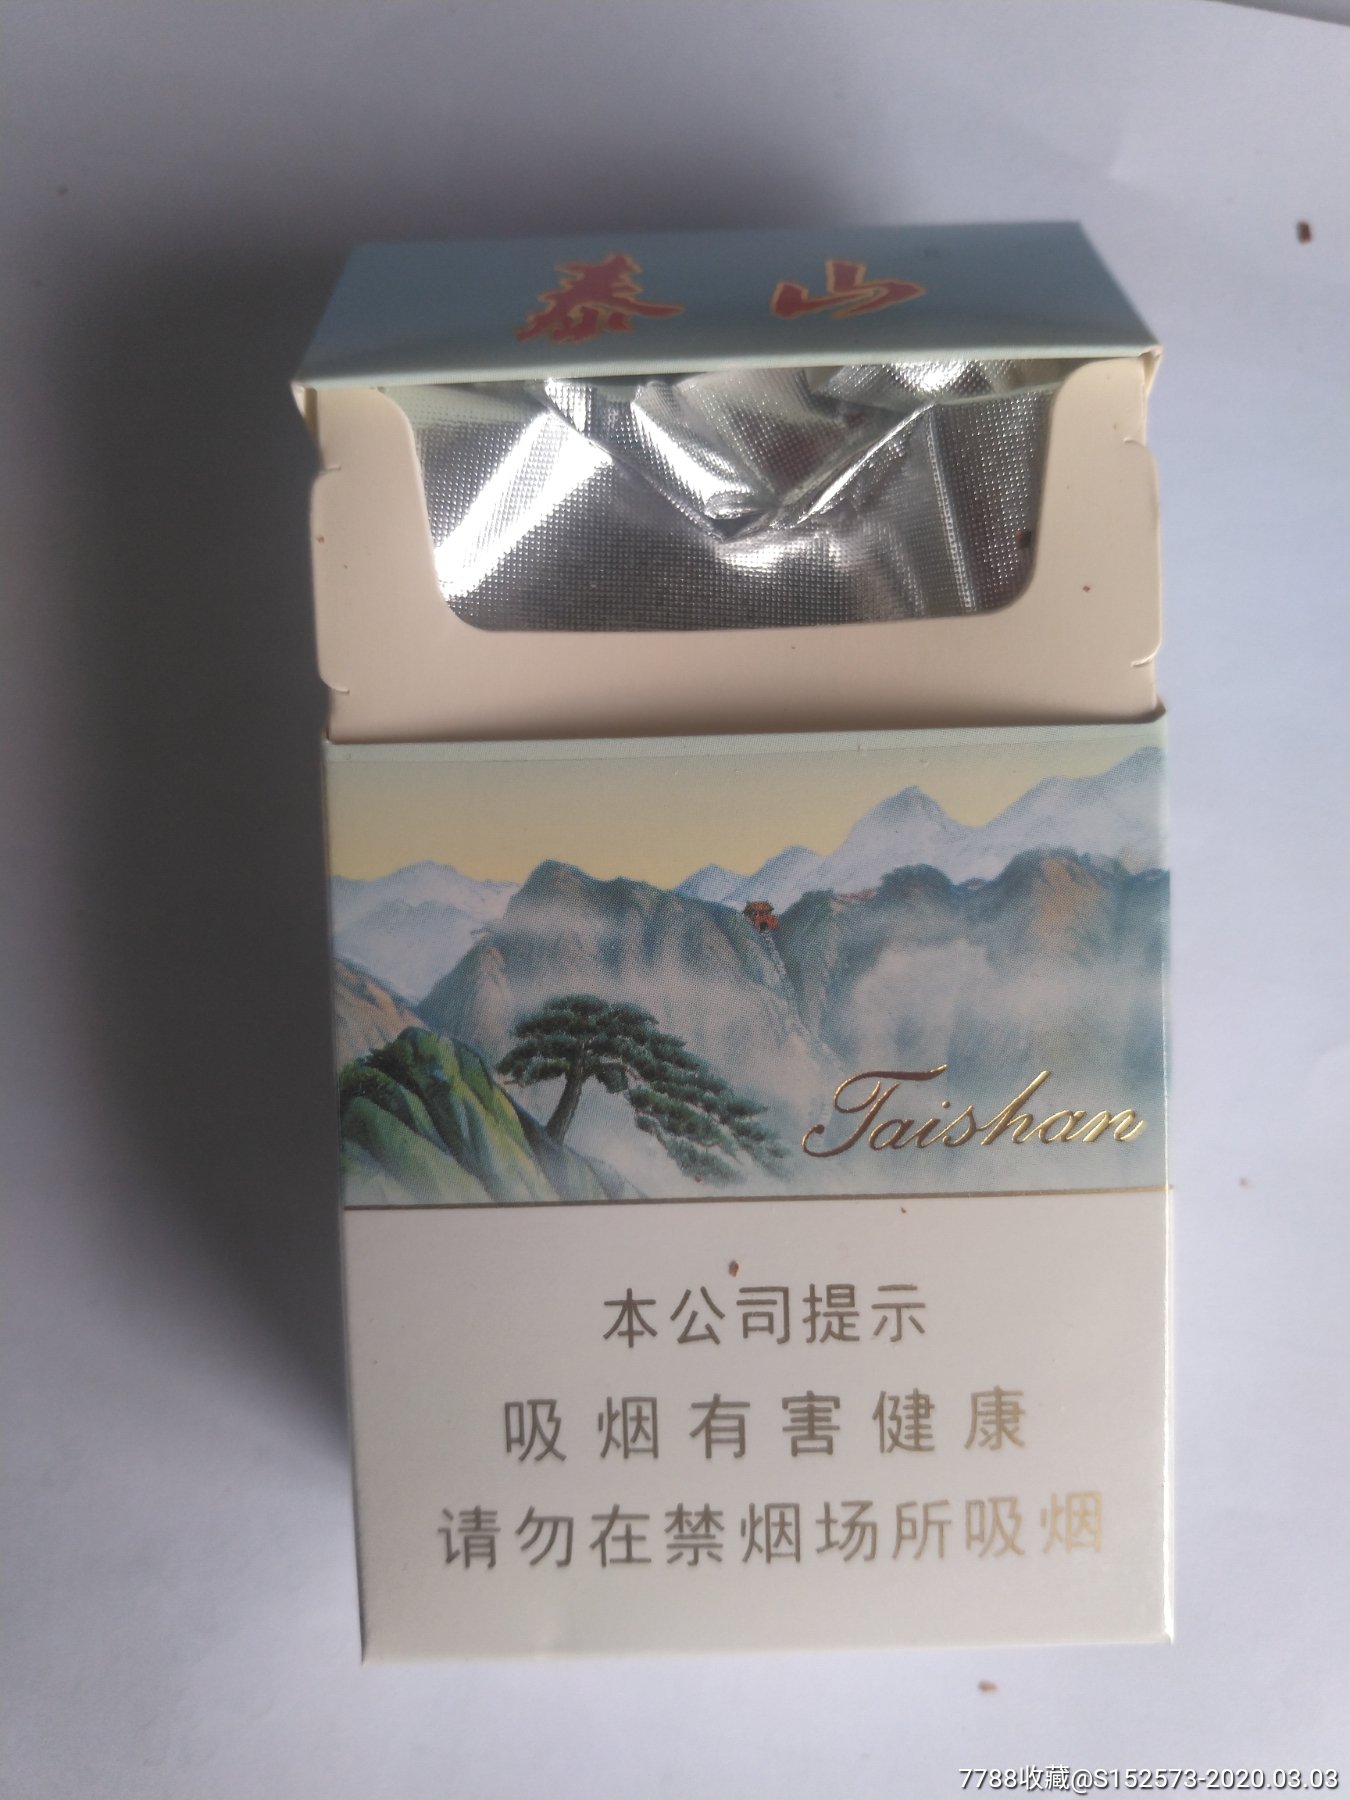 泰山
Taishan
本公司提示
吸烟有害健康
请勿在禁烟场所吸烟
7788收藏@S152573-2020.03.03